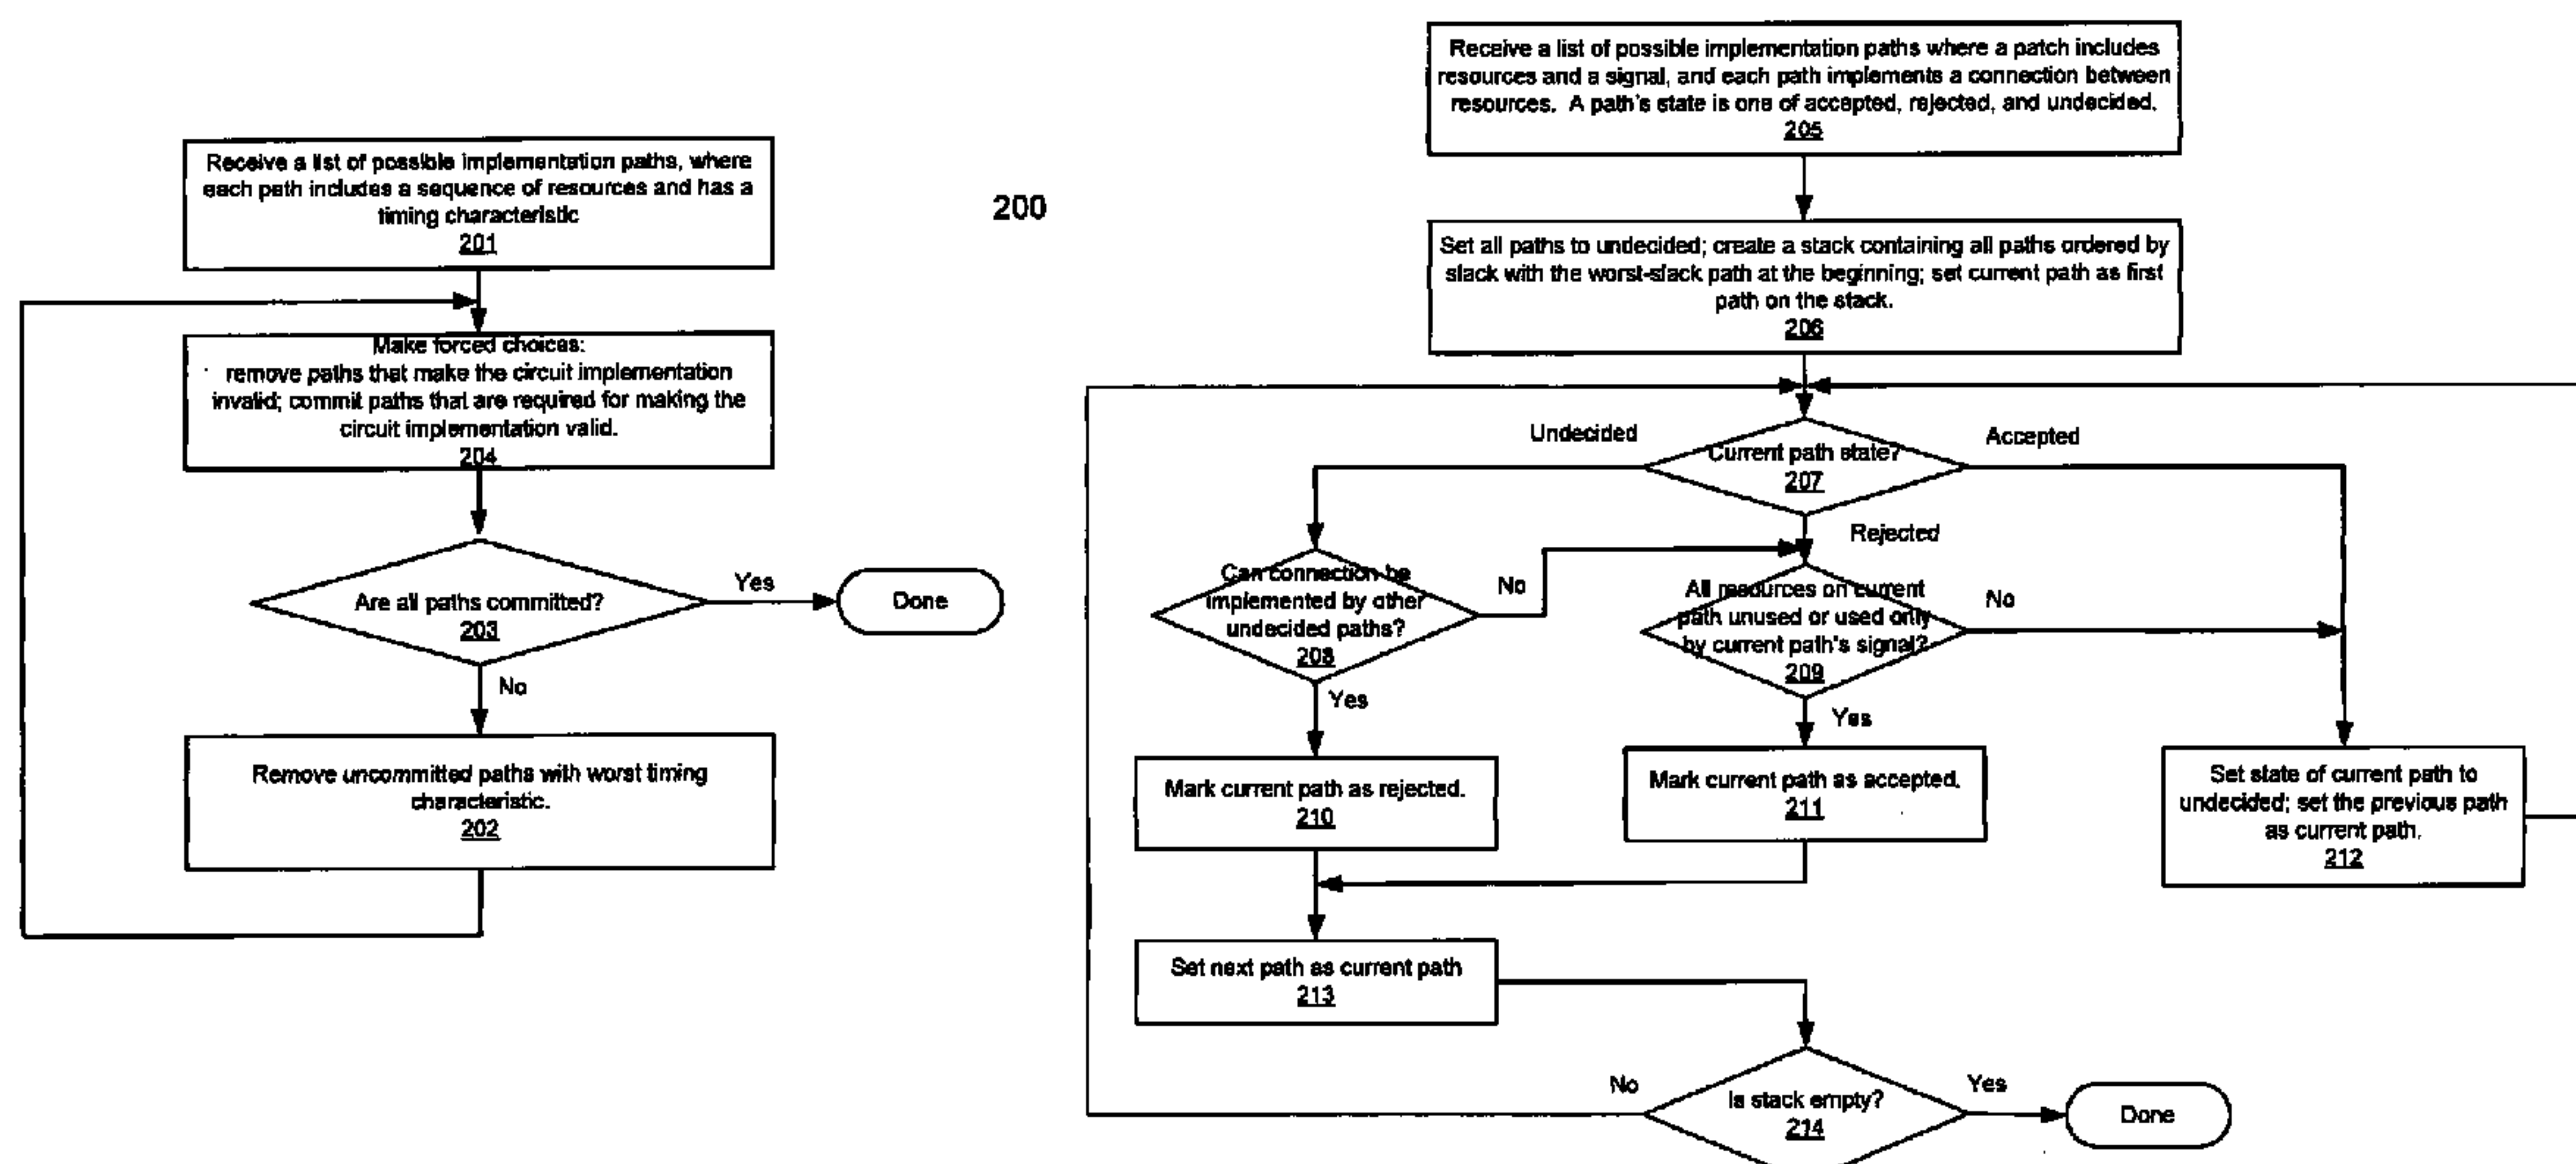 Receive a list of possible implementation paths, where
each path includes a sequence of resources and has a
timing characteristic
201
Make forced choices:
remove paths that make the circuit implementation
invalid; commit paths that are required for making the
circuit implementation valid.
204
Are all paths committed?
203
Yes
Done
No
Remove uncommitted paths with worst timing
characteristic.
202
200
Receive a list of possible implementation paths where a patch includes
resources and a signal, and each path implements a connection between
resources. A path's state is one of accepted, rejected, and undecided.
205
Set all paths to undecided; create a stack containing all paths ordered by
slack with the worst-slack path at the beginning; set current path as first
path on the stack.
206
Undecided
Current path state?
207
Accepted
Rejected
Can connection be
implemented by other
undecided paths?
208
No
Yes
All resources on current
path unused or used only
by current path's signal?
209
No
Yes
Mark current path as rejected.
210
Mark current path as accepted.
211
Set state of current path to
undecided; set the previous path
as current path.
212
Set next path as current path
213
No
Is stack empty?
214
Yes
Done